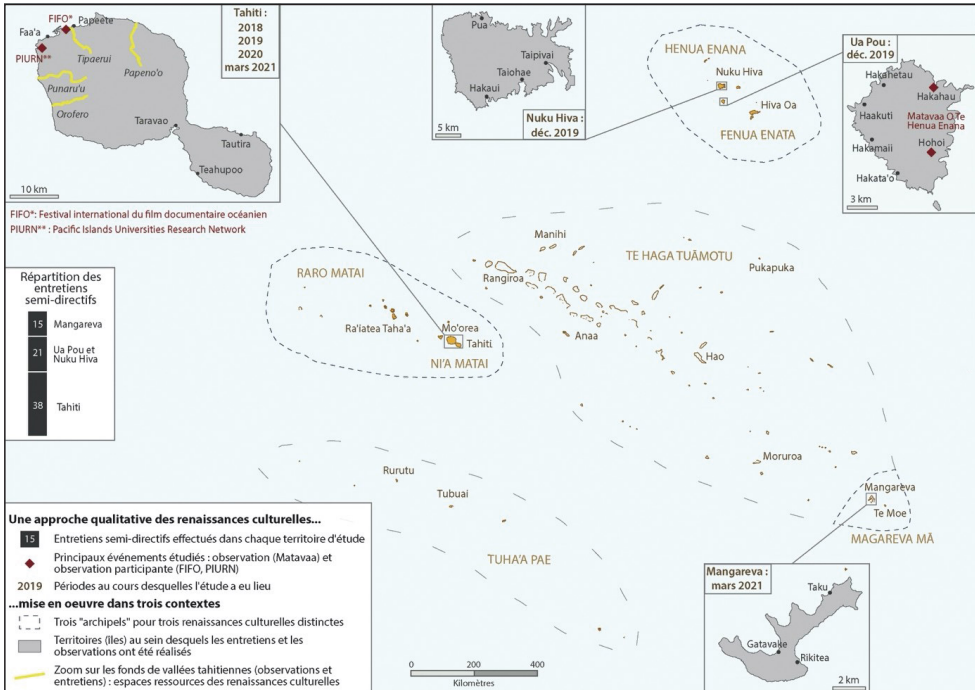 Tahiti :
2018
2019
2020
mars 2021
FIFO*
Papeete
Faa'a
PIURN**
Tipaerui
Papeno'o
Punaru'u
Orofero
Taravao
Tautira
Teahupoo
10 km
FIFO*: Festival international du film documentaire océanien
PIURN** : Pacific Islands Universities Research Network
Pua
Taipivai
Taiohae
Hakaui
5 km
Nuku Hiva :
déc. 2019
HENUA ENANA
Nuku Hiva
Hiva Oa
FENUA ENATA
Ua Pou :
déc. 2019
Hakahetau
Hakahau
Haakuti
Matavaa O Te
Henua Enana
Hohoi
Hakamaii
Hakata'o
3 km
Répartition des
entretiens
semi-directifs
15 Mangareva
21 Ua Pou et
Nuku Hiva
38 Tahiti
RARO MATAI
Ra'iatea Taha'a
Mo'orea
Tahiti
NI'A MATAI
Manihi
Rangiroa
TE HAGA TUĀMOTU
Pukapuka
Anaa
Hao
Moruroa
Mangareva
Te Moe
MAGAREVA MĀ
Rurutu
Tubuai
TUHA'A PAE
Une approche qualitative des renaissances culturelles...
15 Entretiens semi-directifs effectués dans chaque territoire d'étude
Principaux événements étudiés : observation (Matavaa) et
observation participante (FIFO, PIURN)
2019 Périodes au cours desquelles l'étude a eu lieu
...mise en oeuvre dans trois contextes
Trois "archipels" pour trois renaissances culturelles distinctes
Territoires (îles) au sein desquels les entretiens et les
observations ont été réalisés
Zoom sur les fonds de vallées tahitiennes (observations et
entretiens) : espaces ressources des renaissances culturelles
0 200 400
Kilomètres
Mangareva :
mars 2021
Taku
Gatavake
Rikitea
2 km